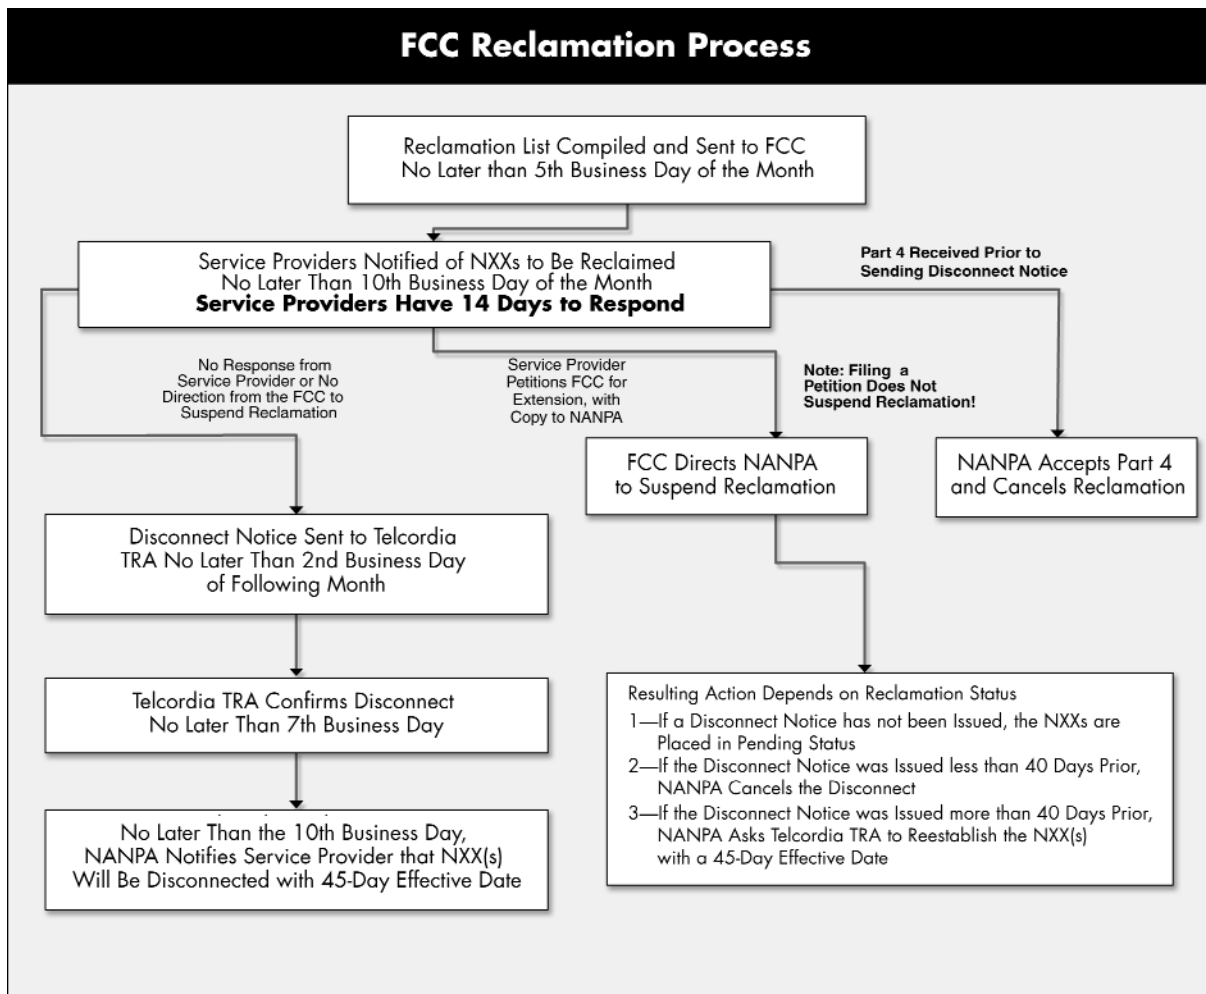 FCC Reclamation Process
Reclamation List Compiled and Sent to FCC
No Later than 5th Business Day of the Month
Service Providers Notified of NXXs to Be Reclaimed
No Later Than 10th Business Day of the Month
Service Providers Have 14 Days to Respond
Part 4 Received Prior to
Sending Disconnect Notice
No Response from
Service Provider or No
Direction from the FCC to
Suspend Reclamation
Service Provider
Petitions FCC for
Extension, with
Copy to NANPA
Note: Filing a
Petition Does Not
Suspend Reclamation!
FCC Directs NANPA
to Suspend Reclamation
NANPA Accepts Part 4
and Cancels Reclamation
Disconnect Notice Sent to Telcordia
TRA No Later Than 2nd Business Day
of Following Month
Telcordia TRA Confirms Disconnect
No Later Than 7th Business Day
No Later Than the 10th Business Day,
NANPA Notifies Service Provider that NXX(s)
Will Be Disconnected with 45-Day Effective Date
Resulting Action Depends on Reclamation Status
1—If a Disconnect Notice has not been Issued, the NXXs are
Placed in Pending Status
2—If the Disconnect Notice was Issued less than 40 Days Prior,
NANPA Cancels the Disconnect
3—If the Disconnect Notice was Issued more than 40 Days Prior,
NANPA Asks Telcordia TRA to Reestablish the NXX(s)
with a 45-Day Effective Date